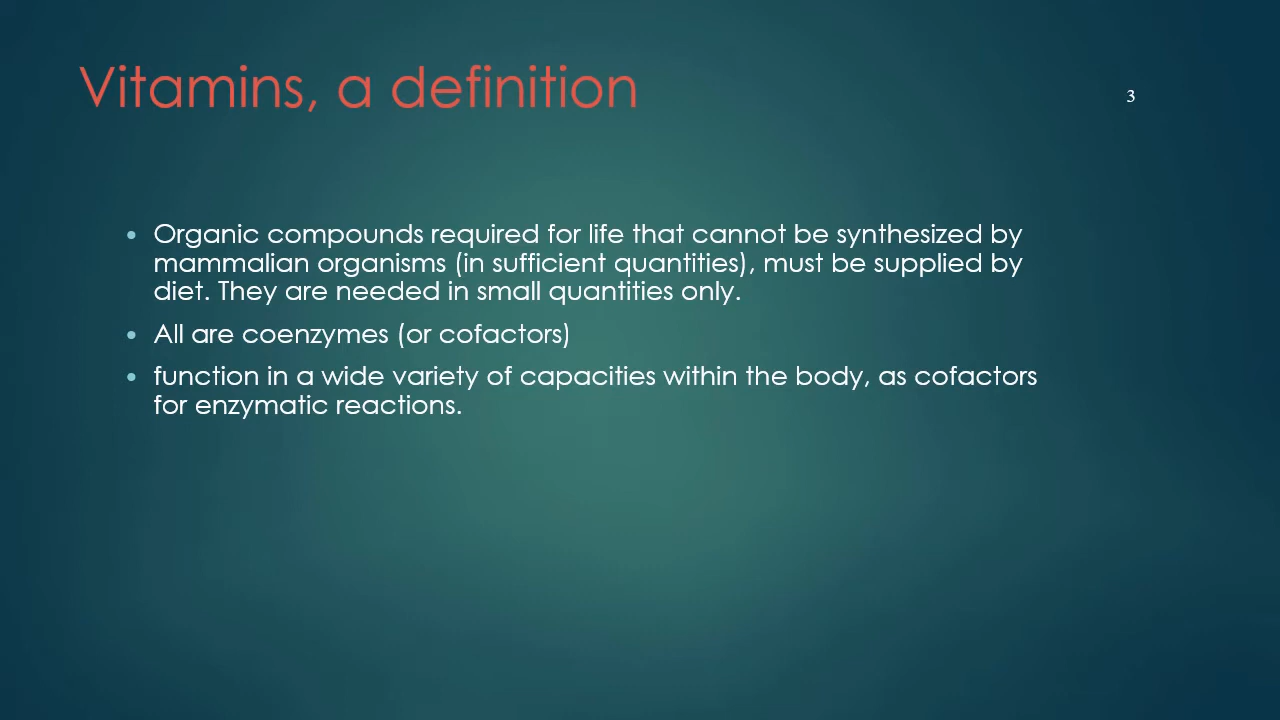 Vitamins, a definition
3
• Organic compounds required for life that cannot be synthesized by
mammalian organisms (in sufficient quantities), must be supplied by
diet. They are needed in small quantities only.
• All are coenzymes (or cofactors)
• function in a wide variety of capacities within the body, as cofactors
for enzymatic reactions.